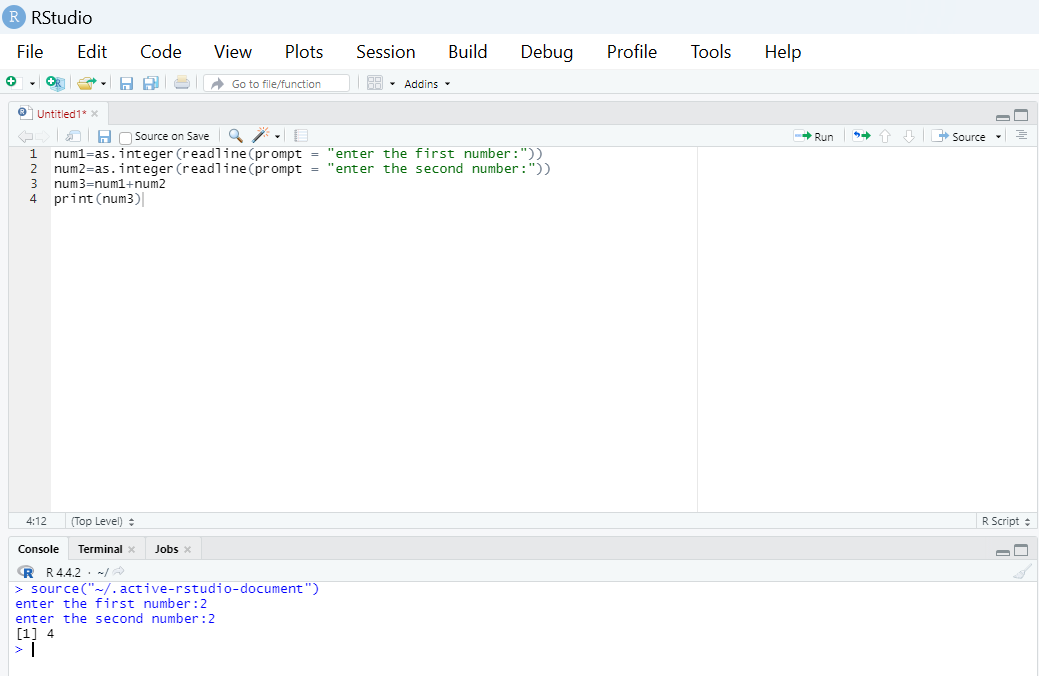 RStudio
File Edit Code View Plots Session Build Debug Profile Tools Help
Go to file/function Addins
Untitled1*
Source on Save Run Source
1 num1=as.integer(readline(prompt = "enter the first number:"))
2 num2=as.integer(readline(prompt = "enter the second number:"))
3 num3=num1+num2
4 print(num3)
4:12 (Top Level) R Script
Console Terminal Jobs
R 4.4.2 · ~/
> source("~/.active-rstudio-document")
enter the first number:2
enter the second number:2
[1] 4
>